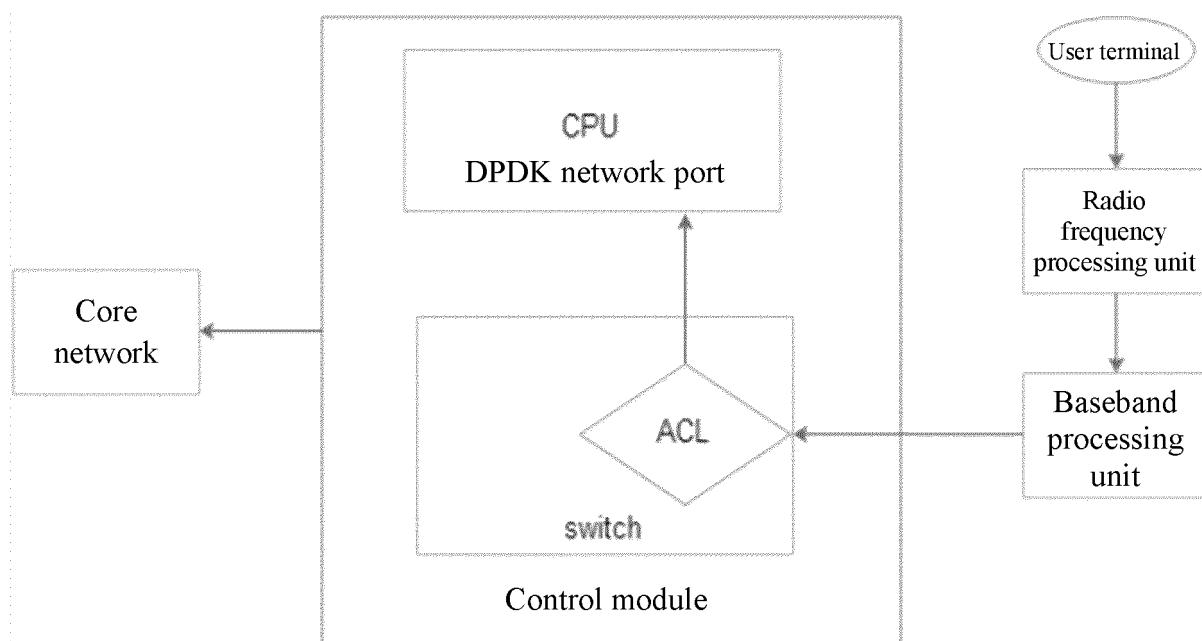 User terminal
CPU
DPDK network port
Radio
frequency
processing unit
Core
network
Baseband
processing
unit
ACL
switch
Control module